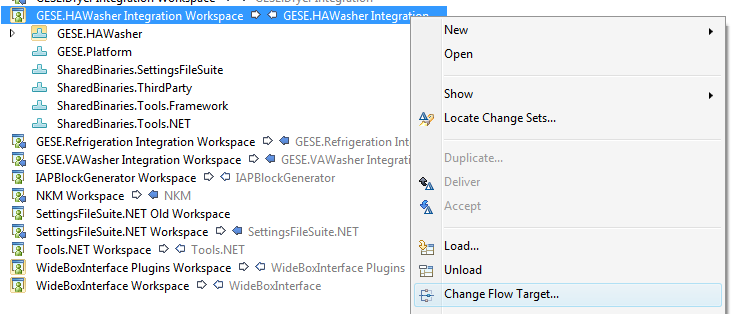 GESE.Dryer Integration Workspace GESE.Dryer Integration
GESE.HAWasher Integration Workspace GESE.HAWasher Integration
GESE.HAWasher
GESE.Platform
SharedBinaries.SettingsFileSuite
SharedBinaries.ThirdParty
SharedBinaries.Tools.Framework
SharedBinaries.Tools.NET
GESE.Refrigeration Integration Workspace GESE.Refrigeration Int
GESE.VAWasher Integration Workspace GESE.VAWasher Integratio
IAPBlockGenerator Workspace IAPBlockGenerator
NKM Workspace NKM
SettingsFileSuite.NET Old Workspace
SettingsFileSuite.NET Workspace SettingsFileSuite.NET
Tools.NET Workspace Tools.NET
WideBoxInterface Plugins Workspace WideBoxInterface Plugins
WideBoxInterface Workspace WideBoxInterface
New
Open
Show
Locate Change Sets...
Duplicate...
Deliver
Accept
Load...
Unload
Change Flow Target...